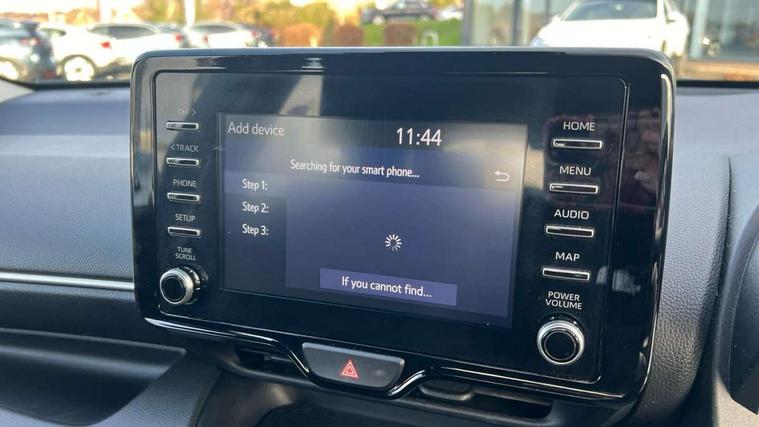 CH >
< TRACK
PHONE
SETUP
TUNE
SCROLL
Add device
11:44
Searching for your smart phone...
Step 1:
Step 2:
Step 3:
If you cannot find...
HOME
MENU
AUDIO
MAP
POWER
VOLUME